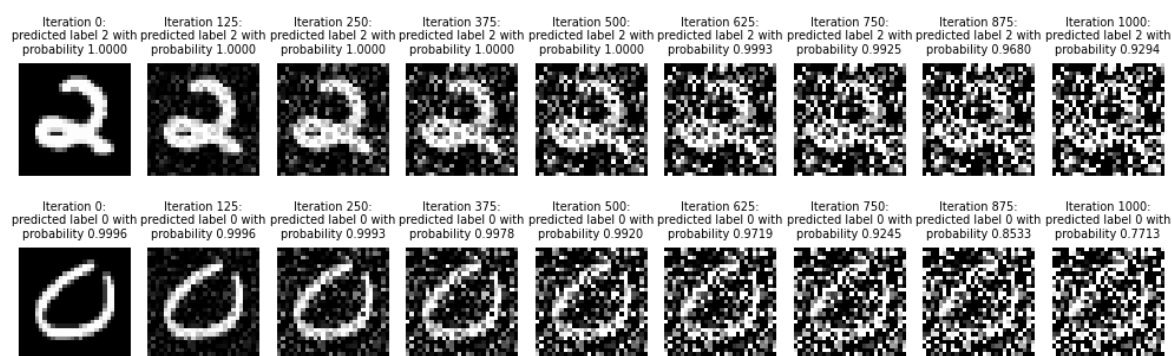 Iteration 0: Iteration 125: Iteration 250: Iteration 375: Iteration 500: Iteration 625: Iteration 750: Iteration 875: Iteration 1000:
predicted label 2 with predicted label 2 with predicted label 2 with predicted label 2 with predicted label 2 with predicted label 2 with predicted label 2 with predicted label 2 with predicted label 2 with
probability 1.0000 probability 1.0000 probability 1.0000 probability 1.0000 probability 1.0000 probability 0.9993 probability 0.9925 probability 0.9680 probability 0.9294
Iteration 0: Iteration 125: Iteration 250: Iteration 375: Iteration 500: Iteration 625: Iteration 750: Iteration 875: Iteration 1000:
predicted label 0 with predicted label 0 with predicted label 0 with predicted label 0 with predicted label 0 with predicted label 0 with predicted label 0 with predicted label 0 with predicted label 0 with
probability 0.9996 probability 0.9996 probability 0.9993 probability 0.9978 probability 0.9920 probability 0.9719 probability 0.9245 probability 0.8533 probability 0.7713